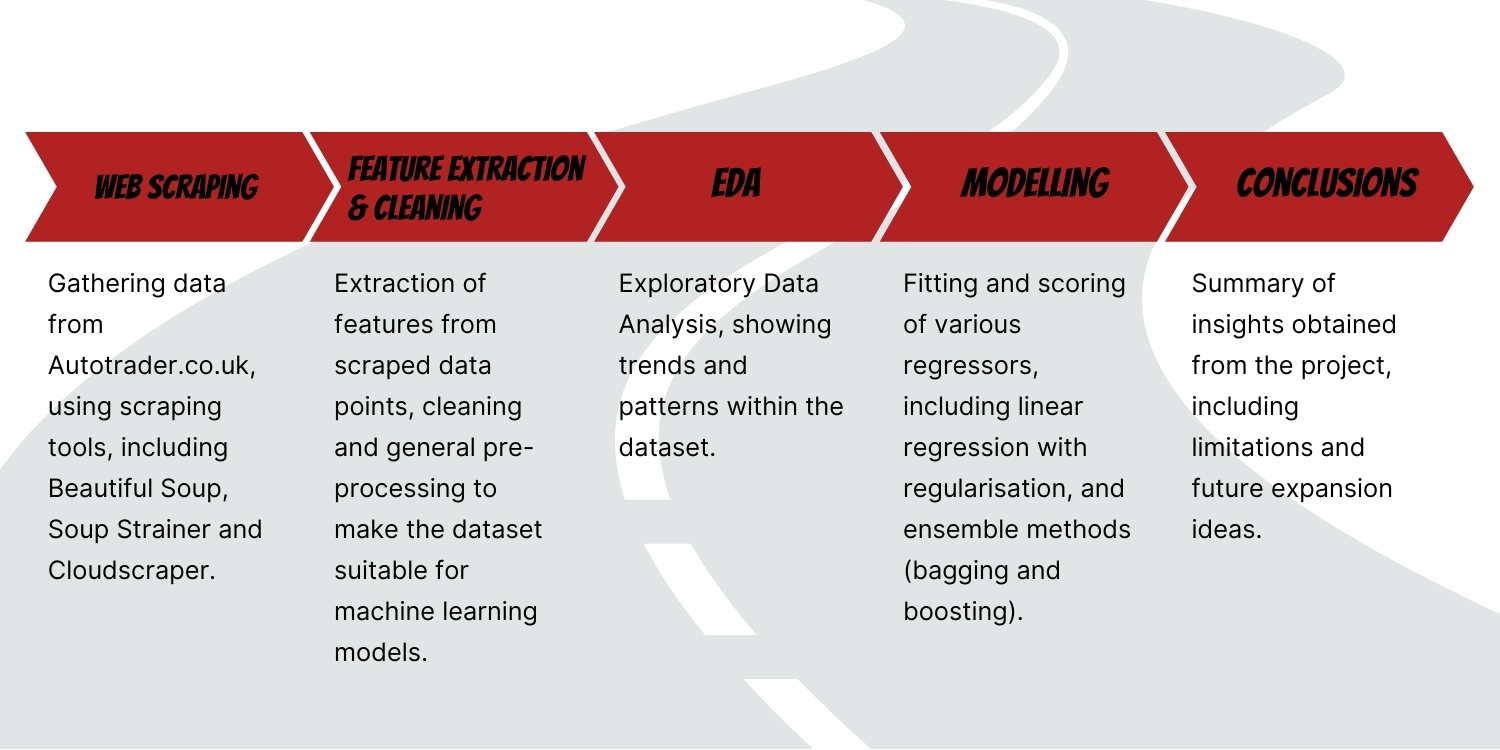 WEB SCRAPING
Gathering data
from
Autotrader.co.uk,
using scraping
tools, including
Beautiful Soup,
Soup Strainer and
Cloudscraper.
FEATURE EXTRACTION
& CLEANING
Extraction of
features from
scraped data
points, cleaning
and general pre-
processing to
make the dataset
suitable for
machine learning
models.
EDA
Exploratory Data
Analysis, showing
trends and
patterns within the
dataset.
MODELLING
Fitting and scoring
of various
regressors,
including linear
regression with
regularisation, and
ensemble methods
(bagging and
boosting).
CONCLUSIONS
Summary of
insights obtained
from the project,
including
limitations and
future expansion
ideas.